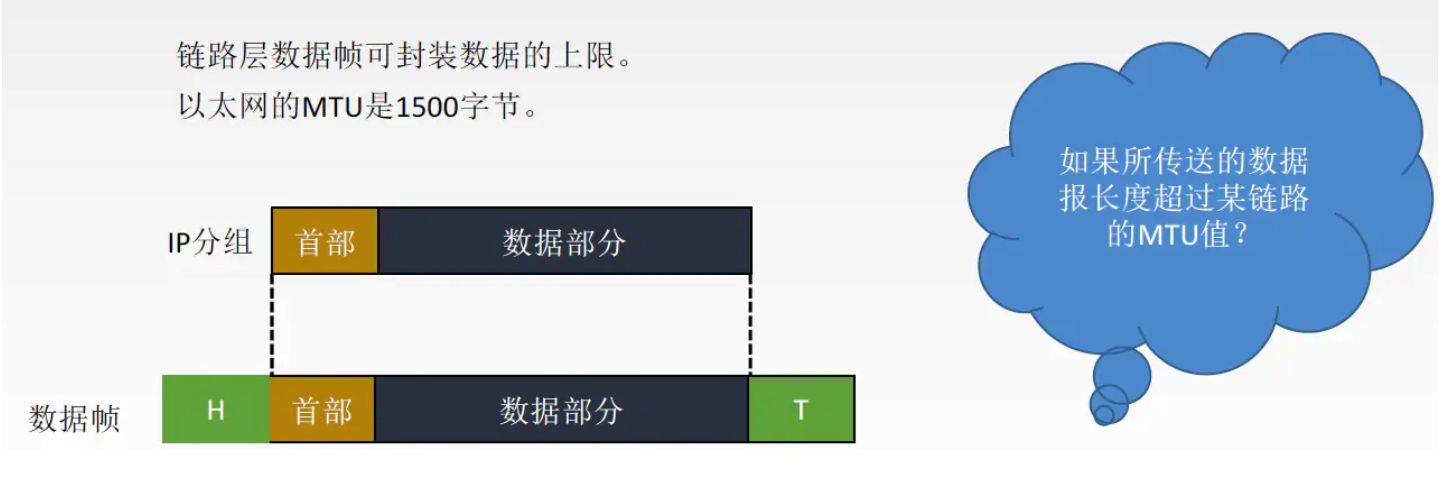 链路层数据帧可封装数据的上限。
以太网的MTU是1500字节。
如果所传送的数据
报长度超过某链路
的MTU值？
IP分组
首部
数据部分
数据帧
H
首部
数据部分
T